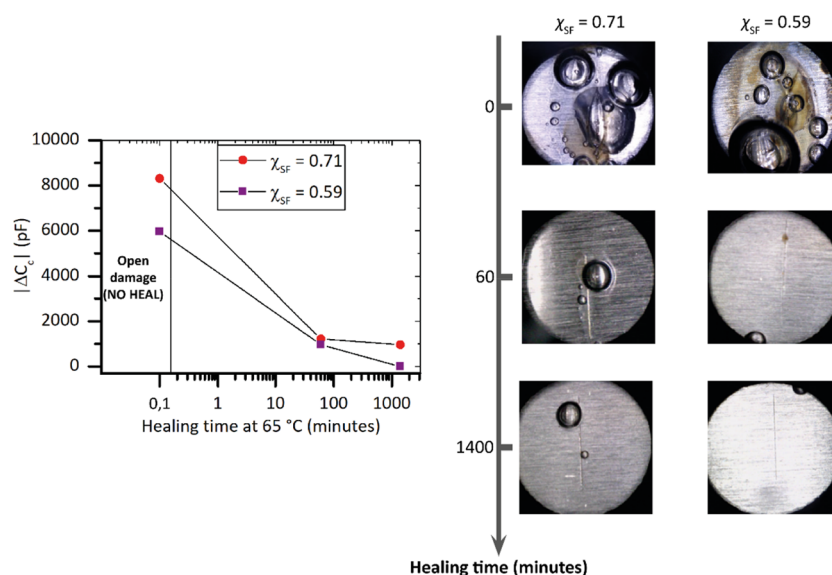 χSF = 0.71
χSF = 0.59
10000
8000
6000
4000
2000
0
|ΔCc| (pF)
χSF = 0.71
χSF = 0.59
Open
damage
(NO HEAL)
0,1
1
10
100
1000
Healing time at 65 °C (minutes)
0
60
1400
Healing time (minutes)